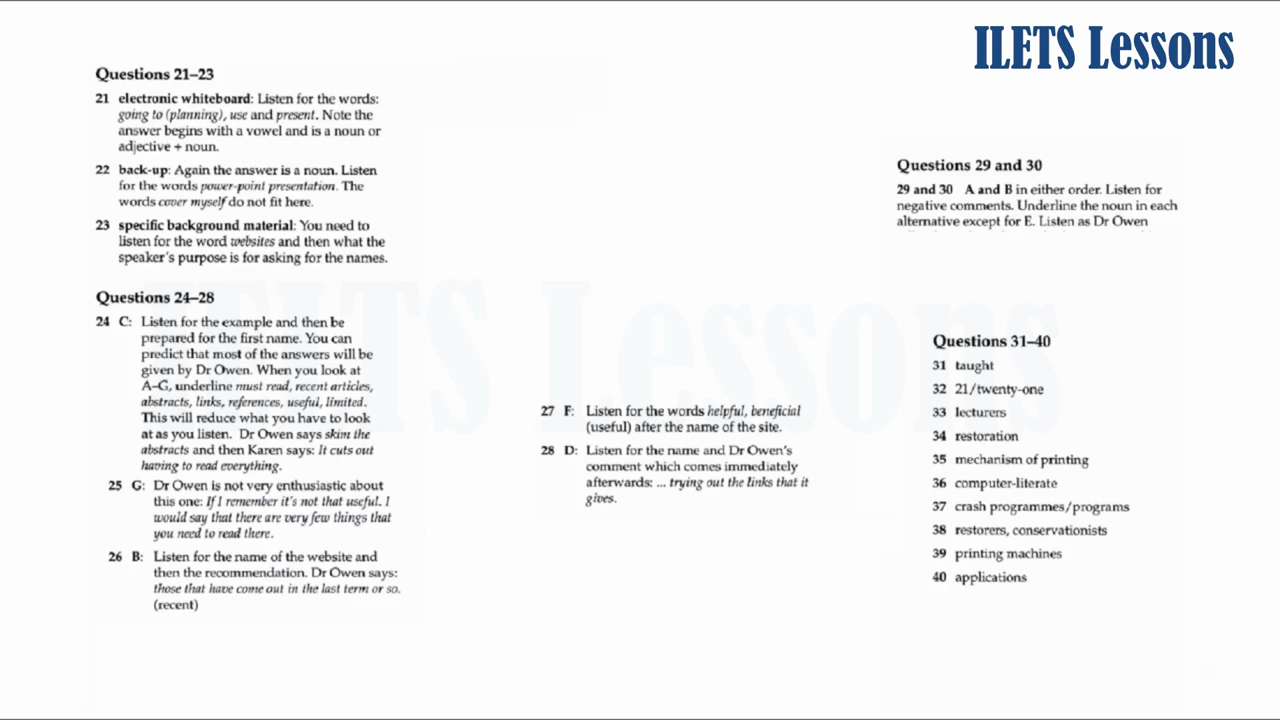 ILETS Lessons
Questions 21–23
21 electronic whiteboard: Listen for the words:
going to (planning), use and present. Note the
answer begins with a vowel and is a noun or
adjective + noun.
22 back-up: Again the answer is a noun. Listen
for the words power-point presentation. The
words cover myself do not fit here.
23 specific background material: You need to
listen for the word websites and then what the
speaker's purpose is for asking for the names.
Questions 24–28
24 C: Listen for the example and then be
prepared for the first name. You can
predict that most of the answers will be
given by Dr Owen. When you look at
A–G, underline must read, recent articles,
abstracts, links, references, useful, limited.
This will reduce what you have to look
at as you listen. Dr Owen says skim the
abstracts and then Karen says: It cuts out
having to read everything.
25 G: Dr Owen is not very enthusiastic about
this one: If I remember it's not that useful. I
would say that there are very few things that
you need to read there.
26 B: Listen for the name of the website and
then the recommendation. Dr Owen says:
those that have come out in the last term or so.
(recent)
27 F: Listen for the words helpful, beneficial
(useful) after the name of the site.
28 D: Listen for the name and Dr Owen's
comment which comes immediately
afterwards: ... trying out the links that it
gives.
Questions 29 and 30
29 and 30 A and B in either order. Listen for
negative comments. Underline the noun in each
alternative except for E. Listen as Dr Owen
Questions 31–40
31 taught
32 21/twenty-one
33 lecturers
34 restoration
35 mechanism of printing
36 computer-literate
37 crash programmes/programs
38 restorers, conservationists
39 printing machines
40 applications
ILETS Lessons